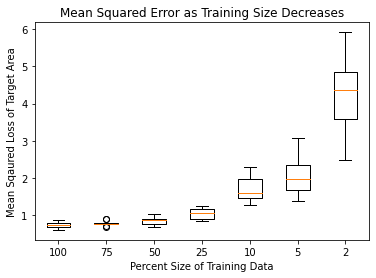 Mean Squared Error as Training Size Decreases
6
5
4
3
2
1
Mean Sqaured Loss of Target Area
100 75 50 25 10 5 2
Percent Size of Training Data